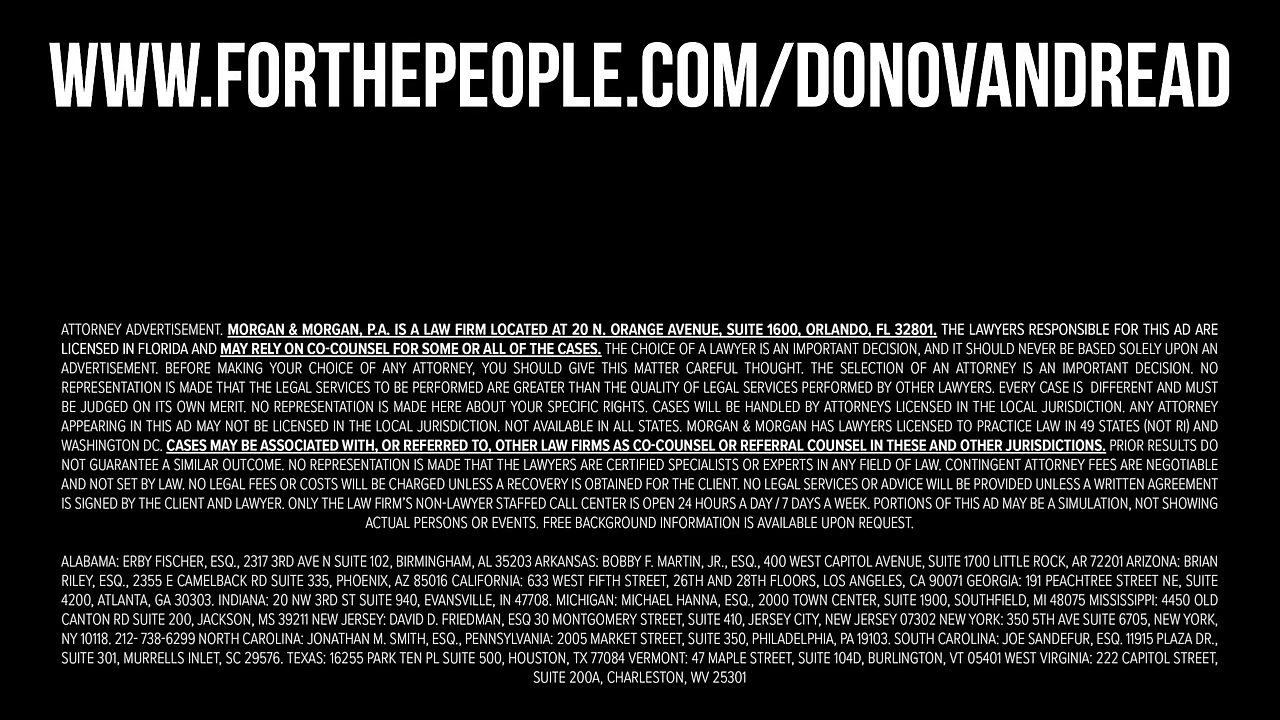 WWW.FORTHEPEOPLE.COM/DONOVANDREAD
ATTORNEY ADVERTISEMENT. MORGAN & MORGAN, P.A. IS A LAW FIRM LOCATED AT 20 N. ORANGE AVENUE, SUITE 1600, ORLANDO, FL 32801. THE LAWYERS RESPONSIBLE FOR THIS AD ARE
LICENSED IN FLORIDA AND MAY RELY ON CO-COUNSEL FOR SOME OR ALL OF THE CASES. THE CHOICE OF A LAWYER IS AN IMPORTANT DECISION, AND IT SHOULD NEVER BE BASED SOLELY UPON AN
ADVERTISEMENT. BEFORE MAKING YOUR CHOICE OF ANY ATTORNEY, YOU SHOULD GIVE THIS MATTER CAREFUL THOUGHT. THE SELECTION OF AN ATTORNEY IS AN IMPORTANT DECISION. NO
REPRESENTATION IS MADE THAT THE LEGAL SERVICES TO BE PERFORMED ARE GREATER THAN THE QUALITY OF LEGAL SERVICES PERFORMED BY OTHER LAWYERS. EVERY CASE IS DIFFERENT AND MUST
BE JUDGED ON ITS OWN MERIT. NO REPRESENTATION IS MADE HERE ABOUT YOUR SPECIFIC RIGHTS. CASES WILL BE HANDLED BY ATTORNEYS LICENSED IN THE LOCAL JURISDICTION. ANY ATTORNEY
APPEARING IN THIS AD MAY NOT BE LICENSED IN THE LOCAL JURISDICTION. NOT AVAILABLE IN ALL STATES. MORGAN & MORGAN HAS LAWYERS LICENSED TO PRACTICE LAW IN 49 STATES (NOT RI) AND
WASHINGTON DC. CASES MAY BE ASSOCIATED WITH, OR REFERRED TO, OTHER LAW FIRMS AS CO-COUNSEL OR REFERRAL COUNSEL IN THESE AND OTHER JURISDICTIONS. PRIOR RESULTS DO
NOT GUARANTEE A SIMILAR OUTCOME. NO REPRESENTATION IS MADE THAT THE LAWYERS ARE CERTIFIED SPECIALISTS OR EXPERTS IN ANY FIELD OF LAW. CONTINGENT ATTORNEY FEES ARE NEGOTIABLE
AND NOT SET BY LAW. NO LEGAL FEES OR COSTS WILL BE CHARGED UNLESS A RECOVERY IS OBTAINED FOR THE CLIENT. NO LEGAL SERVICES OR ADVICE WILL BE PROVIDED UNLESS A WRITTEN AGREEMENT
IS SIGNED BY THE CLIENT AND LAWYER. ONLY THE LAW FIRM'S NON-LAWYER STAFFED CALL CENTER IS OPEN 24 HOURS A DAY / 7 DAYS A WEEK. PORTIONS OF THIS AD MAY BE A SIMULATION, NOT SHOWING
ACTUAL PERSONS OR EVENTS. FREE BACKGROUND INFORMATION IS AVAILABLE UPON REQUEST.
ALABAMA: ERBY FISCHER, ESQ., 2317 3RD AVE N SUITE 102, BIRMINGHAM, AL 35203 ARKANSAS: BOBBY F. MARTIN, JR., ESQ., 400 WEST CAPITOL AVENUE, SUITE 1700 LITTLE ROCK, AR 72201 ARIZONA: BRIAN
RILEY, ESQ., 2355 E CAMELBACK RD SUITE 335, PHOENIX, AZ 85016 CALIFORNIA: 633 WEST FIFTH STREET, 26TH AND 28TH FLOORS, LOS ANGELES, CA 90071 GEORGIA: 191 PEACHTREE STREET NE, SUITE
4200, ATLANTA, GA 30303. INDIANA: 20 NW 3RD ST SUITE 940, EVANSVILLE, IN 47708. MICHIGAN: MICHAEL HANNA, ESQ., 2000 TOWN CENTER, SUITE 1900, SOUTHFIELD, MI 48075 MISSISSIPPI: 4450 OLD
CANTON RD SUITE 200, JACKSON, MS 39211 NEW JERSEY: DAVID D. FRIEDMAN, ESQ 30 MONTGOMERY STREET, SUITE 410, JERSEY CITY, NEW JERSEY 07302 NEW YORK: 350 5TH AVE SUITE 6705, NEW YORK,
NY 10118. 212- 738-6299 NORTH CAROLINA: JONATHAN M. SMITH, ESQ., PENNSYLVANIA: 2005 MARKET STREET, SUITE 350, PHILADELPHIA, PA 19103. SOUTH CAROLINA: JOE SANDEFUR, ESQ. 11915 PLAZA DR.,
SUITE 301, MURRELLS INLET, SC 29576. TEXAS: 16255 PARK TEN PL SUITE 500, HOUSTON, TX 77084 VERMONT: 47 MAPLE STREET, SUITE 104D, BURLINGTON, VT 05401 WEST VIRGINIA: 222 CAPITOL STREET,
SUITE 200A, CHARLESTON, WV 25301